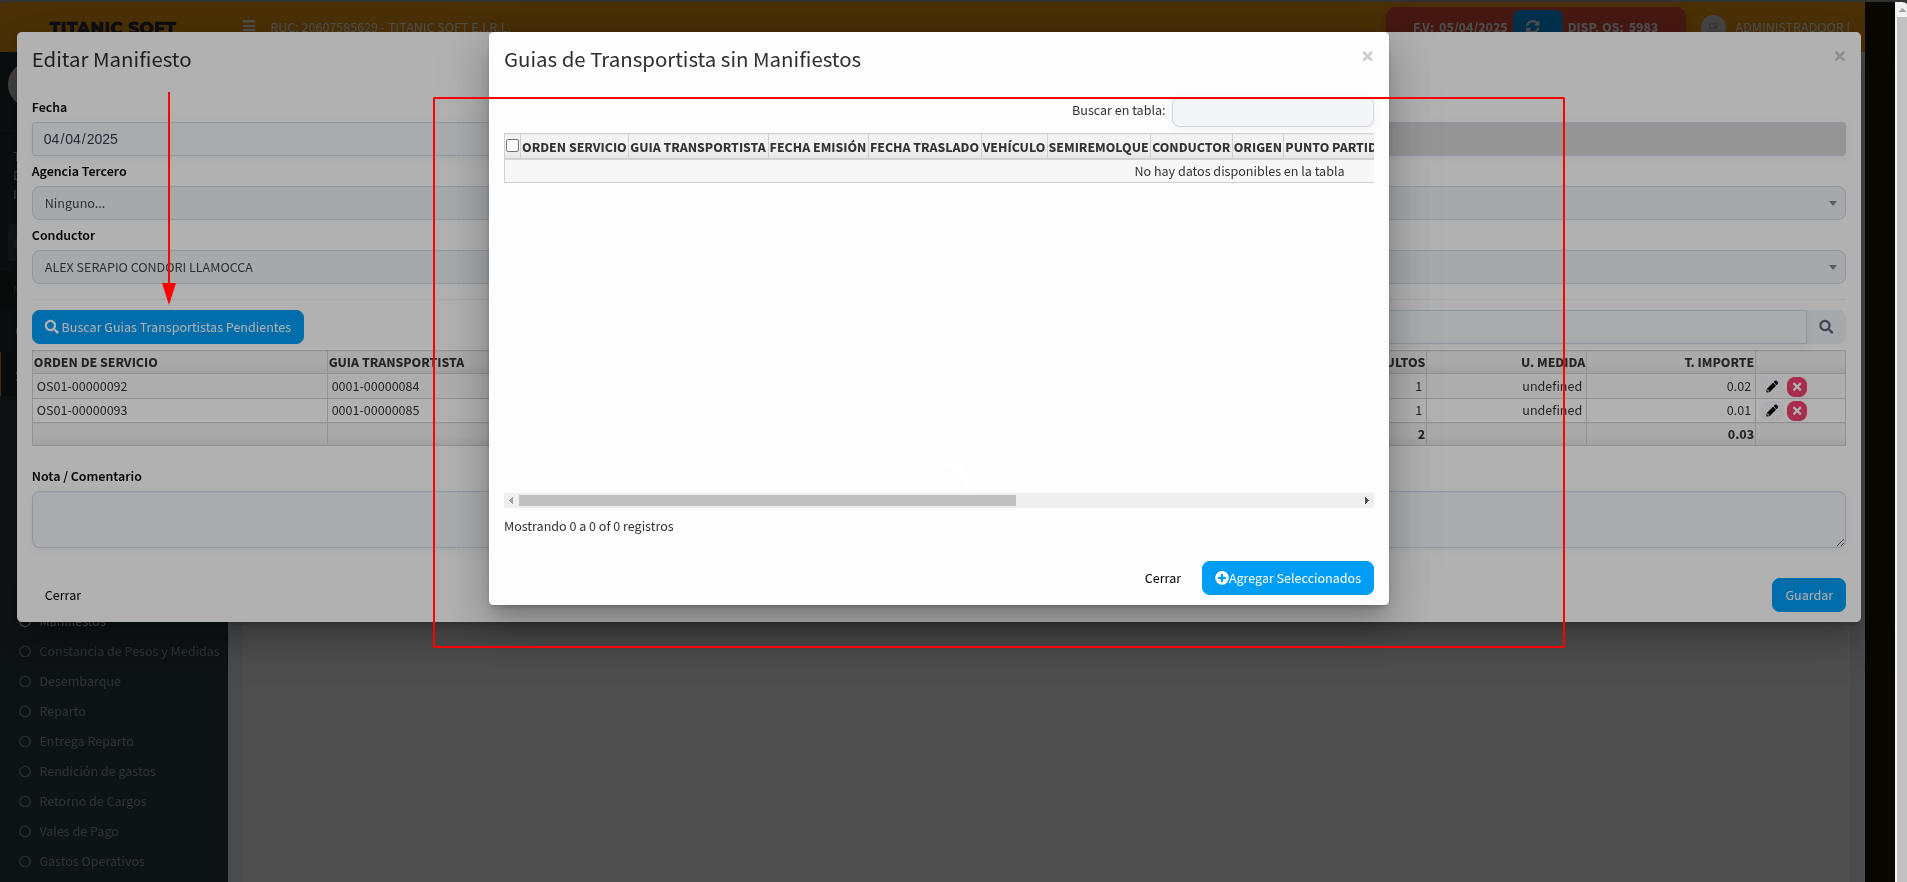 TITANIC SOFT
RUC: 20607585629 - TITANIC SOFT E.I.R.L.
F.V: 05/04/2025
DISP. OS: 5983
ADMINISTRADOOR |
Editar Manifiesto
×
Guias de Transportista sin Manifiestos
×
Fecha
04/04/2025
Agencia Tercero
Ninguno...
Conductor
ALEX SERAPIO CONDORI LLAMOCCA
Buscar Guias Transportistas Pendientes
Buscar en tabla:
ORDEN SERVICIO GUIA TRANSPORTISTA FECHA EMISIÓN FECHA TRASLADO VEHÍCULO SEMIREMOLQUE CONDUCTOR ORIGEN PUNTO PARTID
No hay datos disponibles en la tabla
ORDEN DE SERVICIO GUIA TRANSPORTISTA ULTOS U. MEDIDA T. IMPORTE
OS01-00000092 0001-00000084 1 undefined 0.02
OS01-00000093 0001-00000085 1 undefined 0.01
2 0.03
Nota / Comentario
Mostrando 0 a 0 of 0 registros
Cerrar
Agregar Seleccionados
Cerrar
Guardar
Manifiestos
Constancia de Pesos y Medidas
Desembarque
Reparto
Entrega Reparto
Rendición de gastos
Retorno de Cargos
Vales de Pago
Gastos Operativos